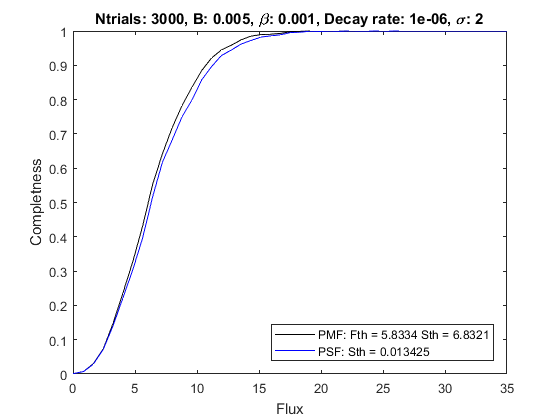 Ntrials: 3000, B: 0.005, β: 0.001, Decay rate: 1e-06, σ: 2
1
0.9
0.8
0.7
0.6
0.5
0.4
0.3
0.2
0.1
0
Completness
PMF: Fth = 5.8334 Sth = 6.8321
PSF: Sth = 0.013425
0 5 10 15 20 25 30 35
Flux